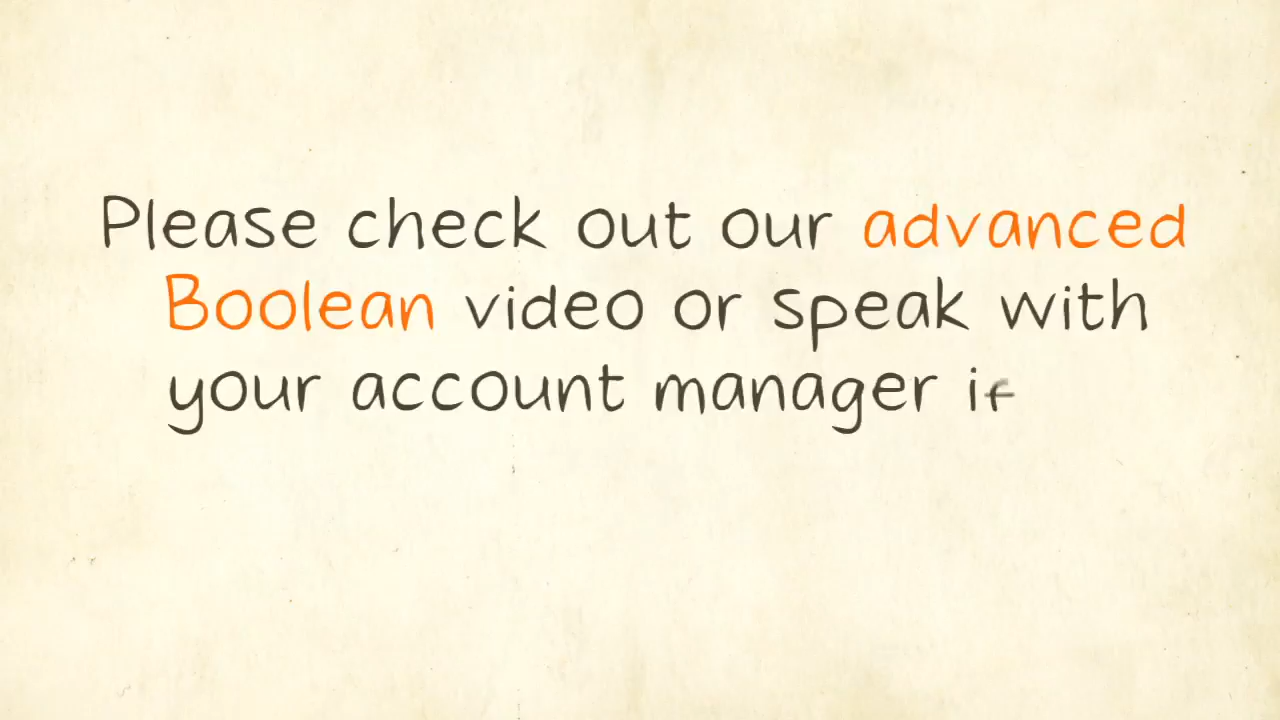 Please check out our advanced
Boolean video or speak with
your account manager if